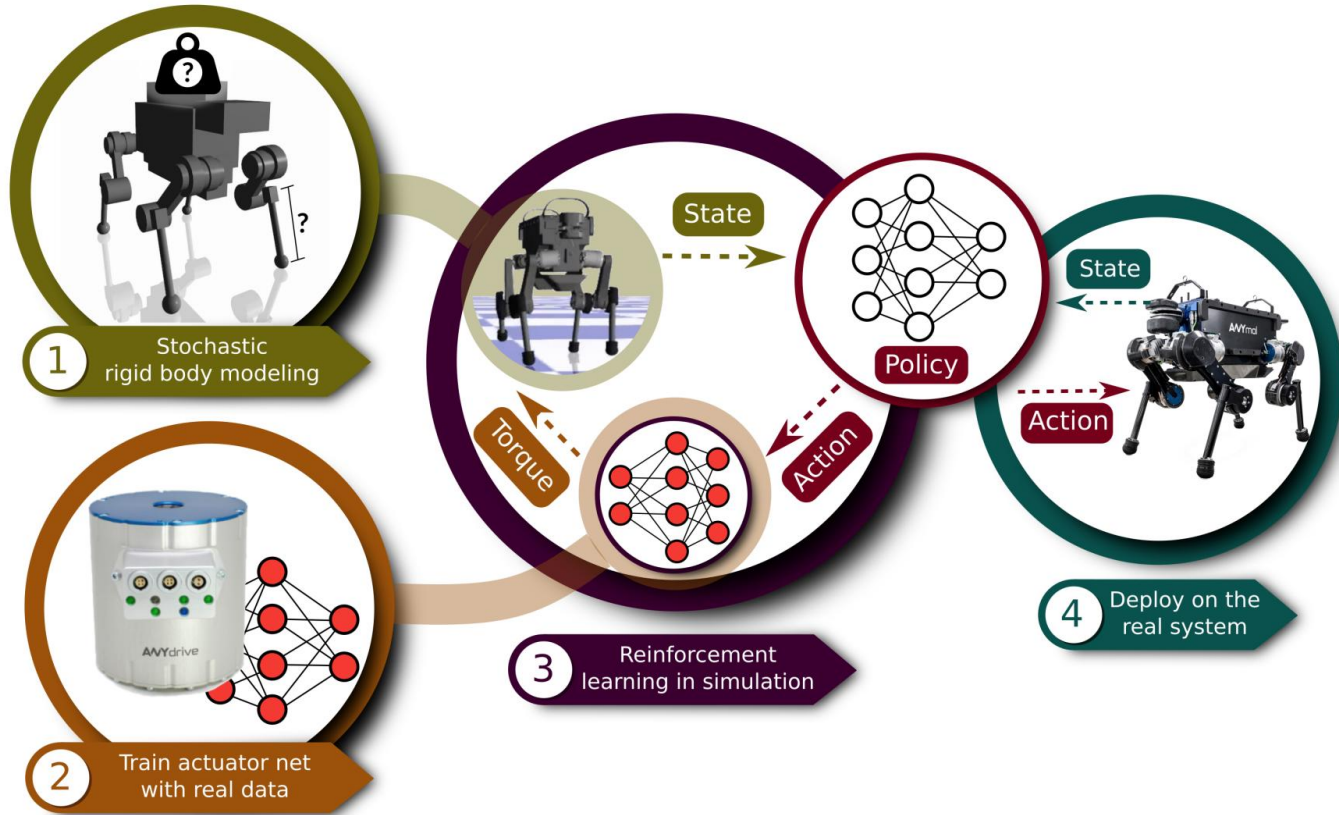 ?
?
1
Stochastic
rigid body modeling
ANYdrive
2
Train actuator net
with real data
State
Policy
Action
Torque
3
Reinforcement
learning in simulation
State
ANYmal
Action
4
Deploy on the
real system